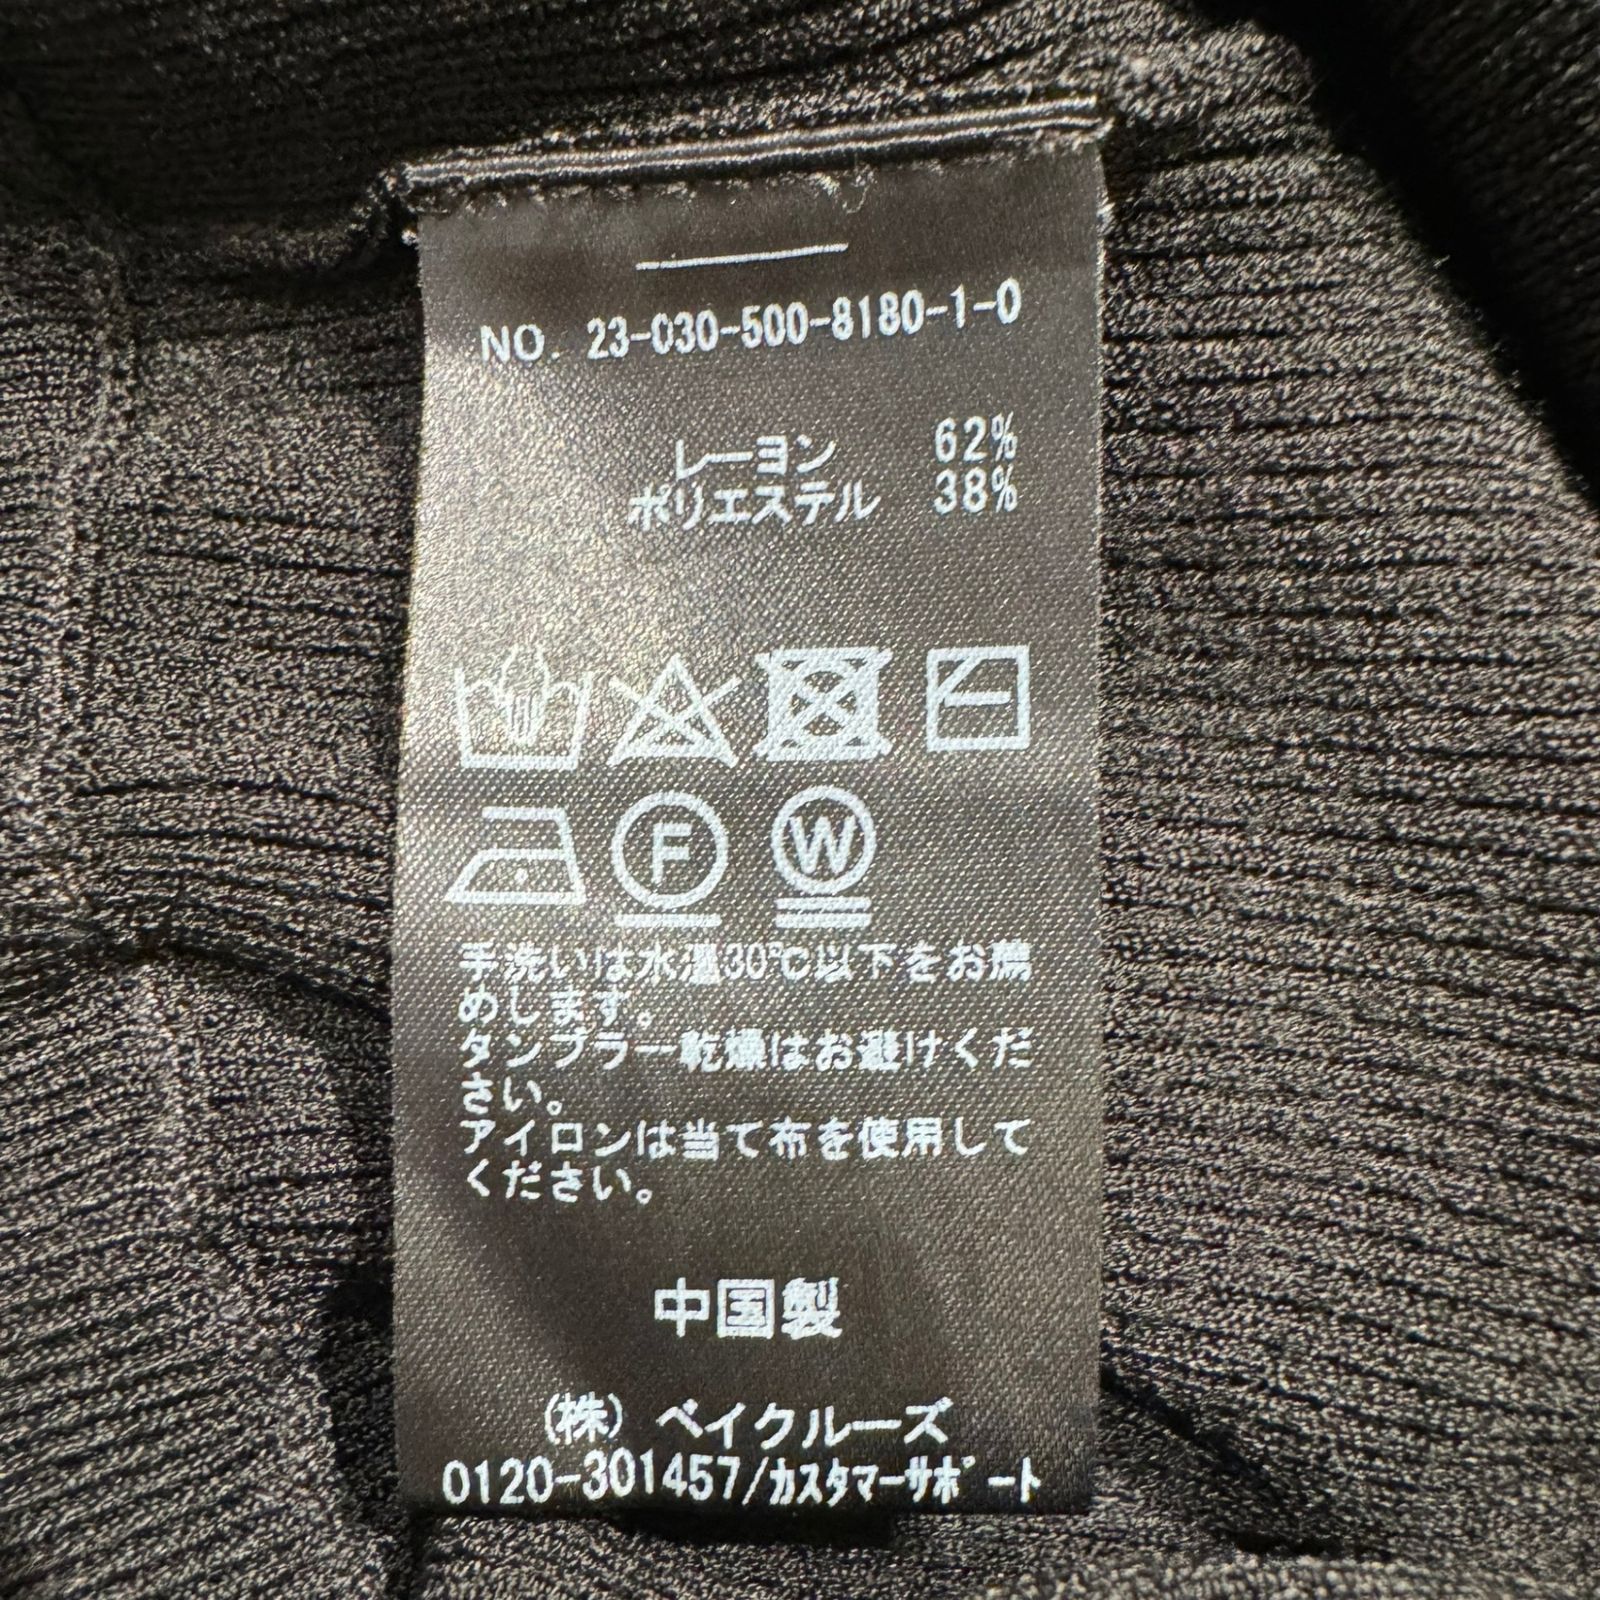 NO. 23-030-500-8180-1-0
レーヨン 62%
ポリエステル 38%
F W
手洗いは水温30℃以下をお薦
めします。
タンブラー乾燥はお避けくだ
さい。
アイロンは当て布を使用して
ください。
中国製
(株) ベイクルーズ
0120-301457/ｶｽﾀﾏｰｻﾎﾟｰﾄ